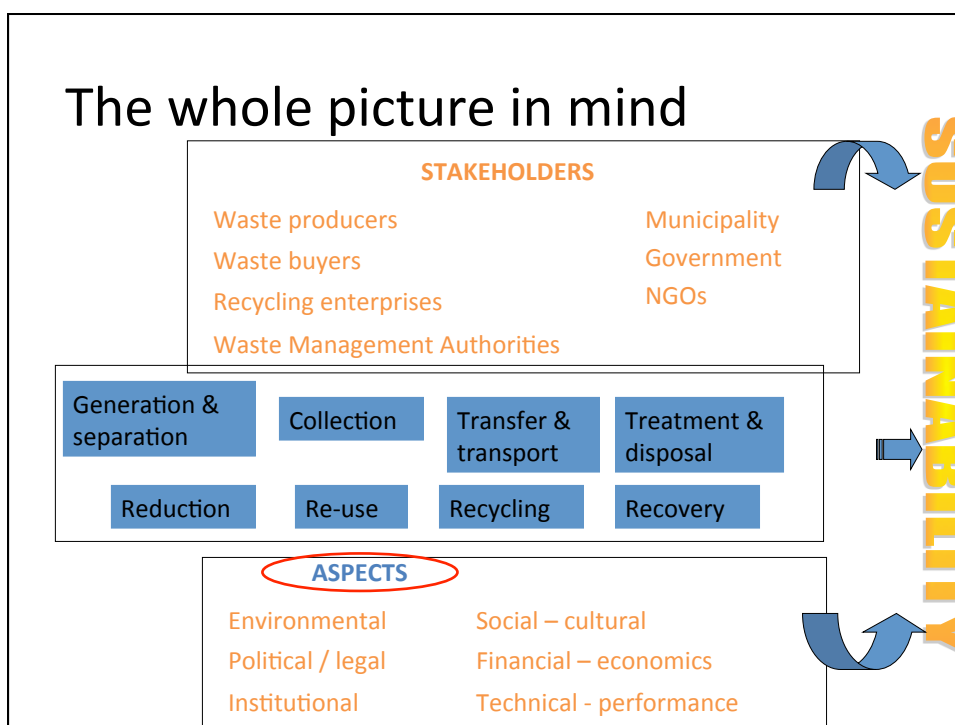 The whole picture in mind
STAKEHOLDERS
Waste producers
Municipality
Waste buyers
Government
Recycling enterprises
NGOs
Waste Management Authorities
Generation &
separation
Collection
Transfer &
transport
Treatment &
disposal
Reduction
Re-use
Recycling
Recovery
ASPECTS
Environmental
Social – cultural
Political / legal
Financial – economics
Institutional
Technical - performance
SUSTAINABILITY